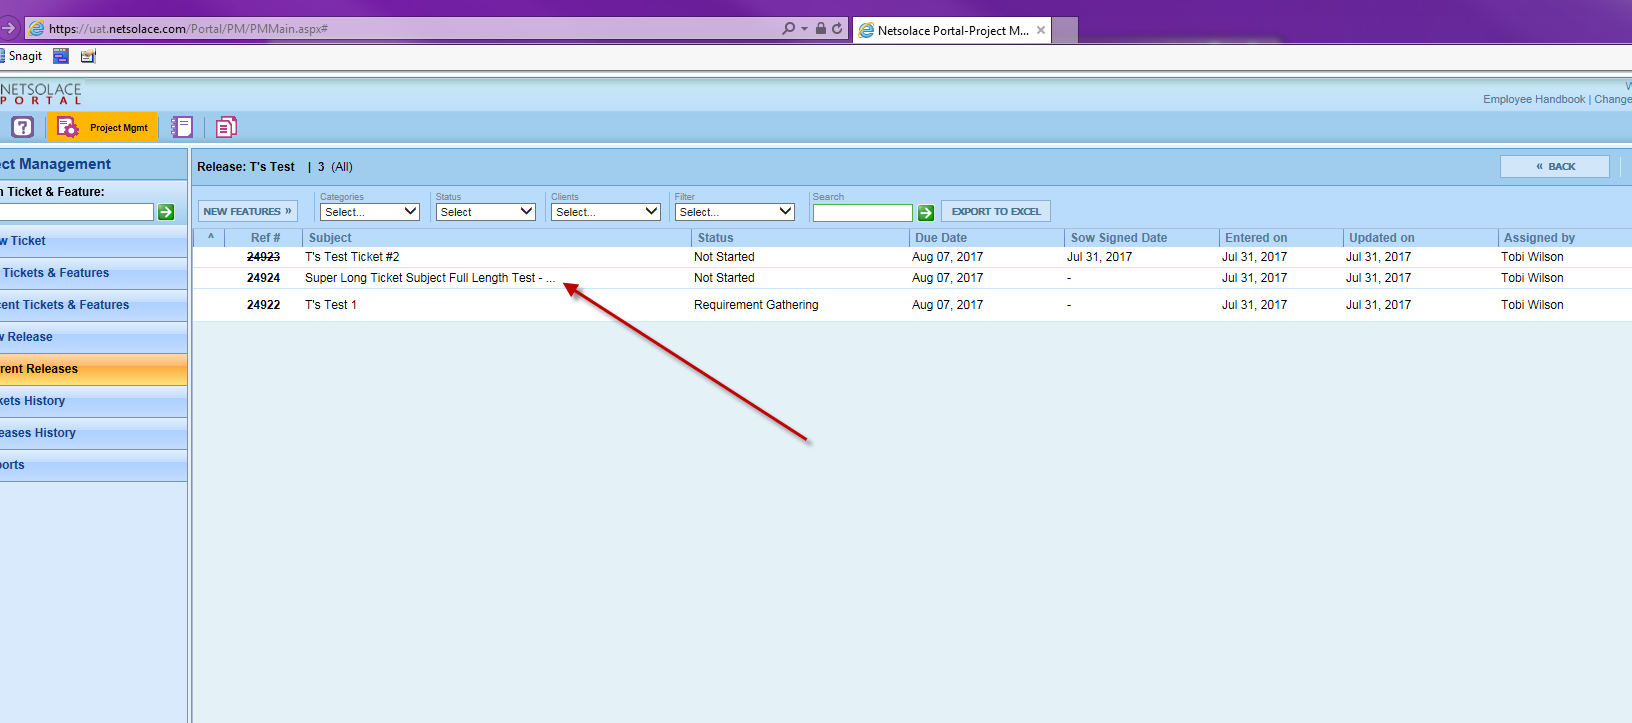 https://uat.netsolace.com/Portal/PM/PMMain.aspx#
Netsolace Portal-Project M...
Snagit
NETSOLACE
PORTAL
W
Employee Handbook | Change
Project Mgmt
ect Management
n Ticket & Feature:
w Ticket
Tickets & Features
cent Tickets & Features
w Release
rent Releases
kets History
eases History
orts
Release: T's Test | 3 (All)
« BACK
NEW FEATURES »
Categories
Select...
Status
Select
Clients
Select...
Filter
Select...
Search
EXPORT TO EXCEL
^ Ref # Subject Status Due Date Sow Signed Date Entered on Updated on Assigned by
24923 T's Test Ticket #2 Not Started Aug 07, 2017 Jul 31, 2017 Jul 31, 2017 Jul 31, 2017 Tobi Wilson
24924 Super Long Ticket Subject Full Length Test - ... Not Started Aug 07, 2017 - Jul 31, 2017 Jul 31, 2017 Tobi Wilson
24922 T's Test 1 Requirement Gathering Aug 07, 2017 - Jul 31, 2017 Jul 31, 2017 Tobi Wilson